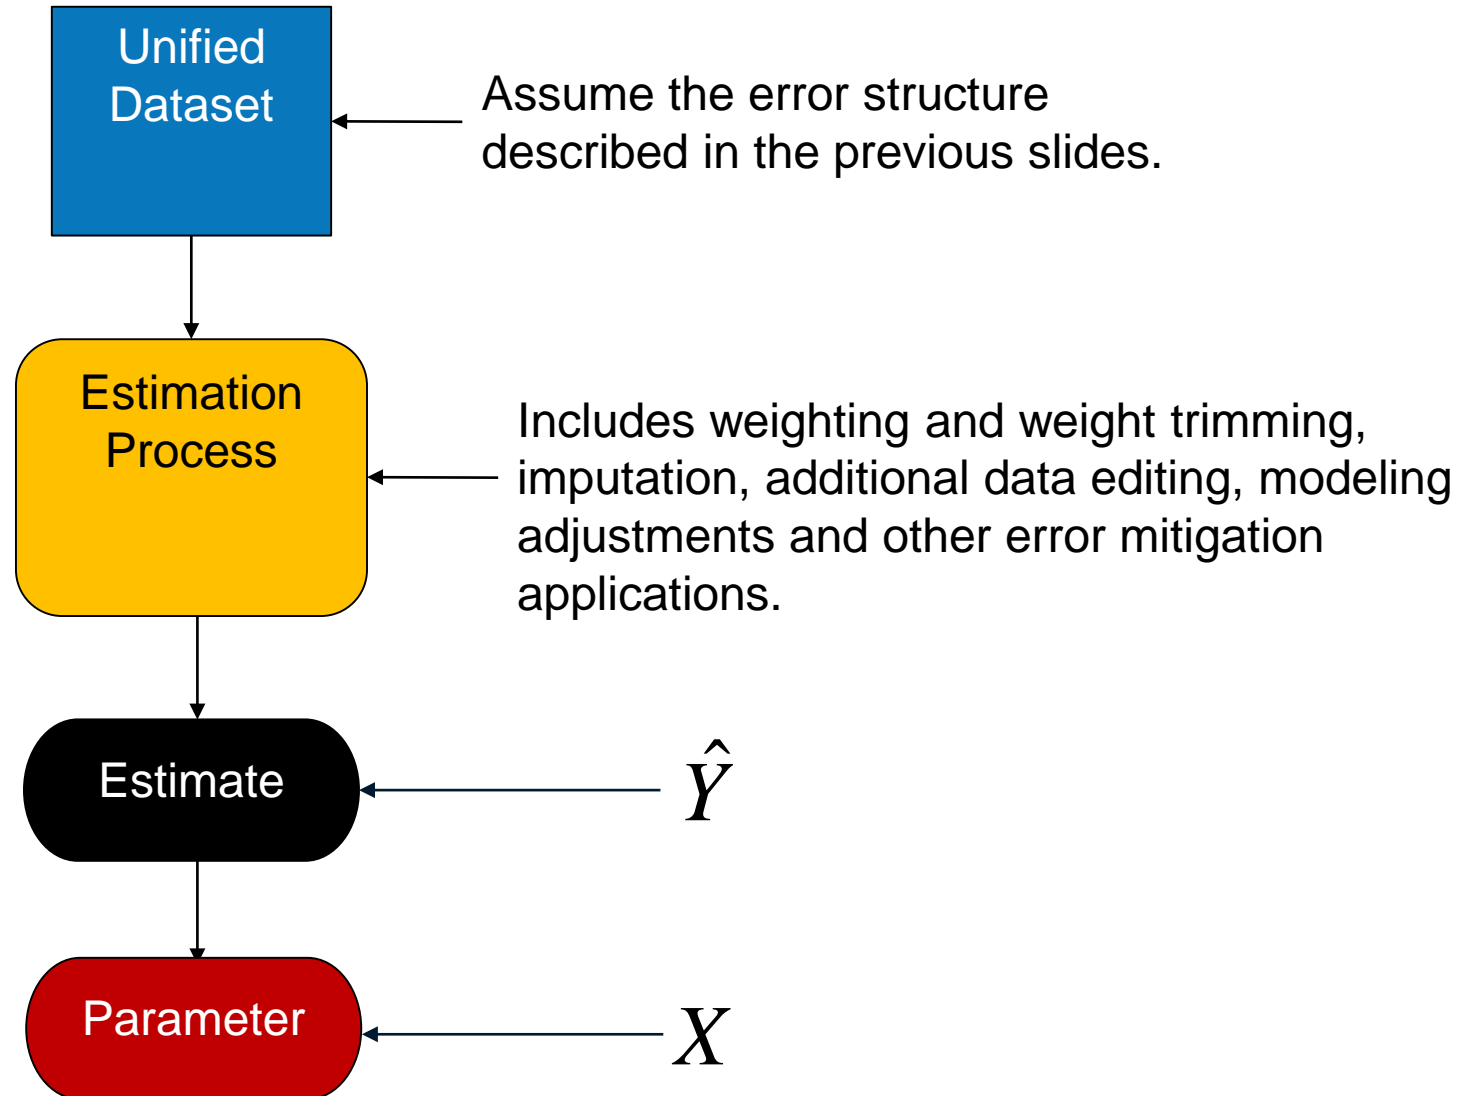 Unified
Dataset
Assume the error structure
described in the previous slides.
Estimation
Process
Includes weighting and weight trimming,
imputation, additional data editing, modeling
adjustments and other error mitigation
applications.
Estimate
Ŷ
Parameter
X